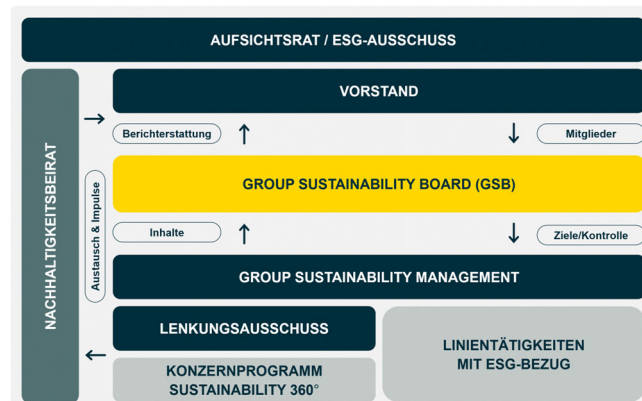 AUFSICHTSRAT / ESG-AUSSCHUSS
NACHHALTIGKEITSBEIRAT
Austausch & Impulse
VORSTAND
Berichterstattung
Mitglieder
GROUP SUSTAINABILITY BOARD (GSB)
Inhalte
Ziele/Kontrolle
GROUP SUSTAINABILITY MANAGEMENT
LENKUNGSAUSSCHUSS
KONZERNPROGRAMM
SUSTAINABILITY 360°
LINIENTÄTIGKEITEN
MIT ESG-BEZUG